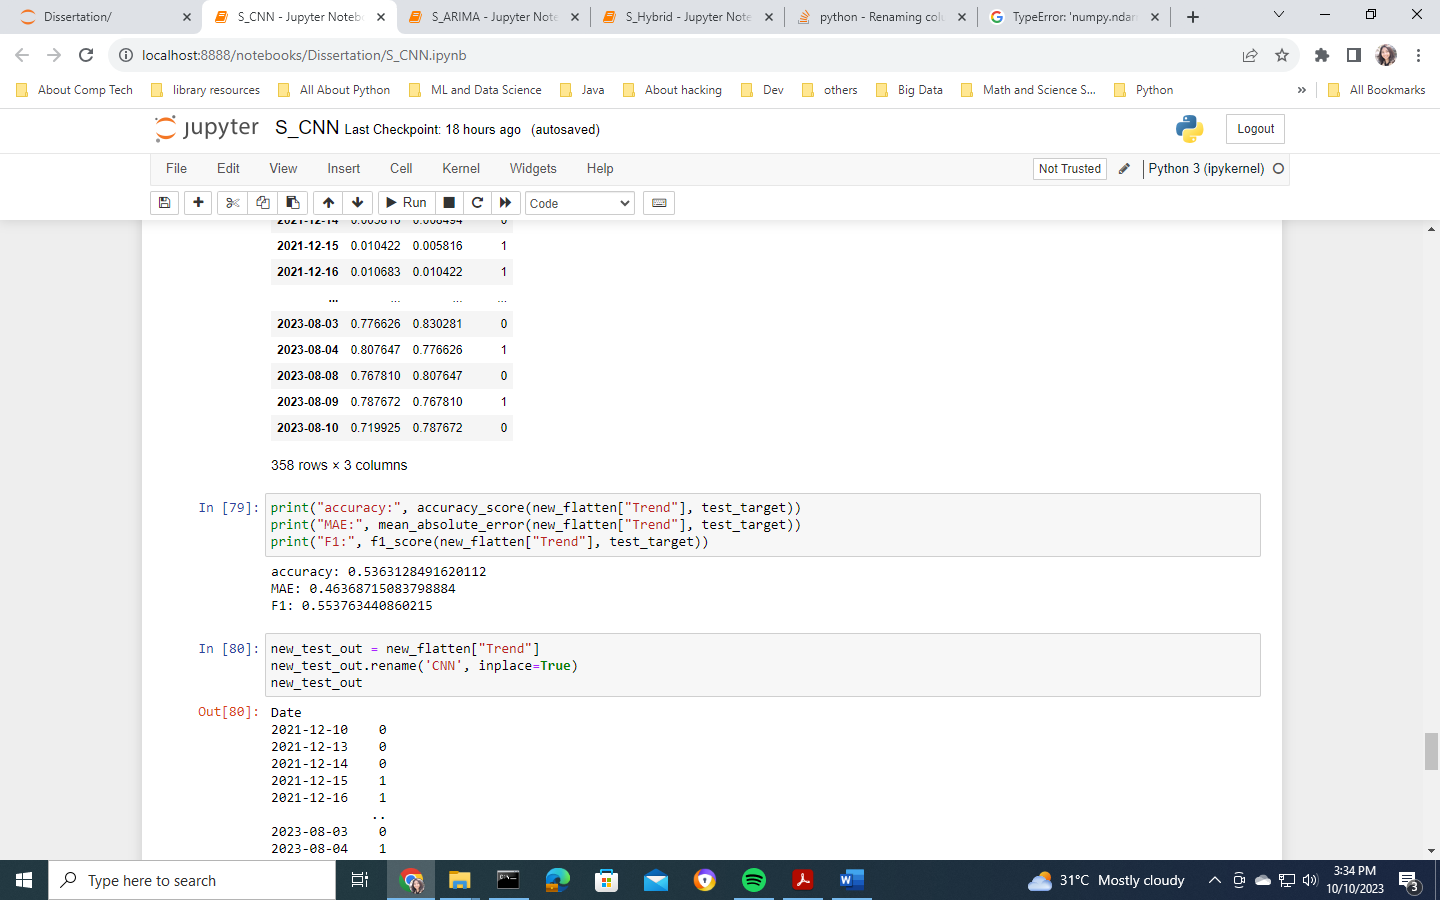 Dissertation/
S_CNN - Jupyter Noteb
S_ARIMA - Jupyter Note
S_Hybrid - Jupyter Note
python - Renaming colu
TypeError: 'numpy.ndarr
localhost:8888/notebooks/Dissertation/S_CNN.ipynb
About Comp Tech
library resources
All About Python
ML and Data Science
Java
About hacking
Dev
others
Big Data
Math and Science S...
Python
»
All Bookmarks
jupyter S_CNN Last Checkpoint: 18 hours ago (autosaved)
Logout
File Edit View Insert Cell Kernel Widgets Help
Not Trusted
Python 3 (ipykernel)
Run
Code
2021-12-14 0.005816 0.008494 0
2021-12-15 0.010422 0.005816 1
2021-12-16 0.010683 0.010422 1
... ... ... ...
2023-08-03 0.776626 0.830281 0
2023-08-04 0.807647 0.776626 1
2023-08-08 0.767810 0.807647 0
2023-08-09 0.787672 0.767810 1
2023-08-10 0.719925 0.787672 0
358 rows × 3 columns
In [79]: print("accuracy:", accuracy_score(new_flatten["Trend"], test_target))
print("MAE:", mean_absolute_error(new_flatten["Trend"], test_target))
print("F1:", f1_score(new_flatten["Trend"], test_target))
accuracy: 0.5363128491620112
MAE: 0.46368715083798884
F1: 0.553763440860215
In [80]: new_test_out = new_flatten["Trend"]
new_test_out.rename('CNN', inplace=True)
new_test_out
Out[80]: Date
2021-12-10 0
2021-12-13 0
2021-12-14 0
2021-12-15 1
2021-12-16 1
..
2023-08-03 0
2023-08-04 1
Type here to search
31°C Mostly cloudy
3:34 PM
10/10/2023
3